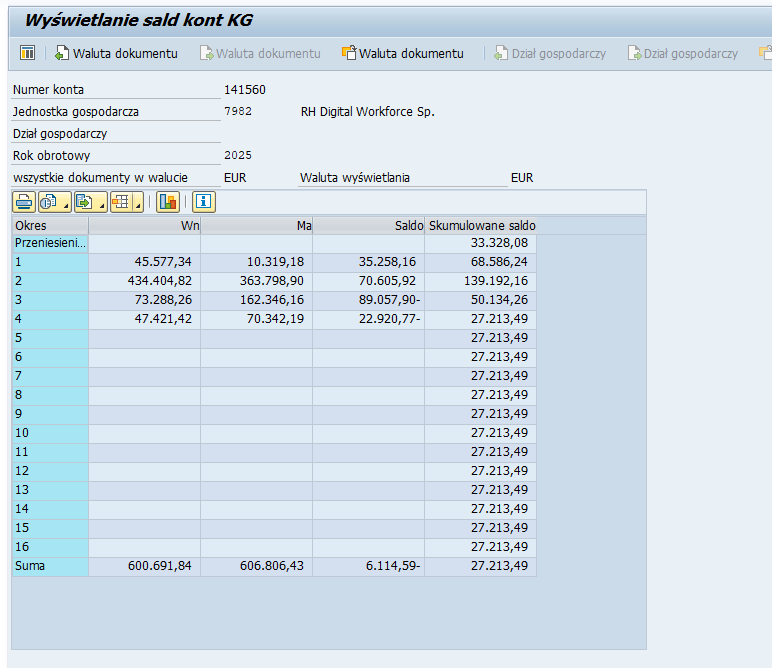 Wyświetlanie sald kont KG
Waluta dokumentu Waluta dokumentu Waluta dokumentu Dział gospodarczy Dział gospodarczy
Numer konta 141560
Jednostka gospodarcza 7982 RH Digital Workforce Sp.
Dział gospodarczy
Rok obrotowy 2025
wszystkie dokumenty w walucie EUR Waluta wyświetlania EUR
Okres Wn Ma Saldo Skumulowane saldo
Przeniesieni... 33.328,08
1 45.577,34 10.319,18 35.258,16 68.586,24
2 434.404,82 363.798,90 70.605,92 139.192,16
3 73.288,26 162.346,16 89.057,90- 50.134,26
4 47.421,42 70.342,19 22.920,77- 27.213,49
5 27.213,49
6 27.213,49
7 27.213,49
8 27.213,49
9 27.213,49
10 27.213,49
11 27.213,49
12 27.213,49
13 27.213,49
14 27.213,49
15 27.213,49
16 27.213,49
Suma 600.691,84 606.806,43 6.114,59- 27.213,49